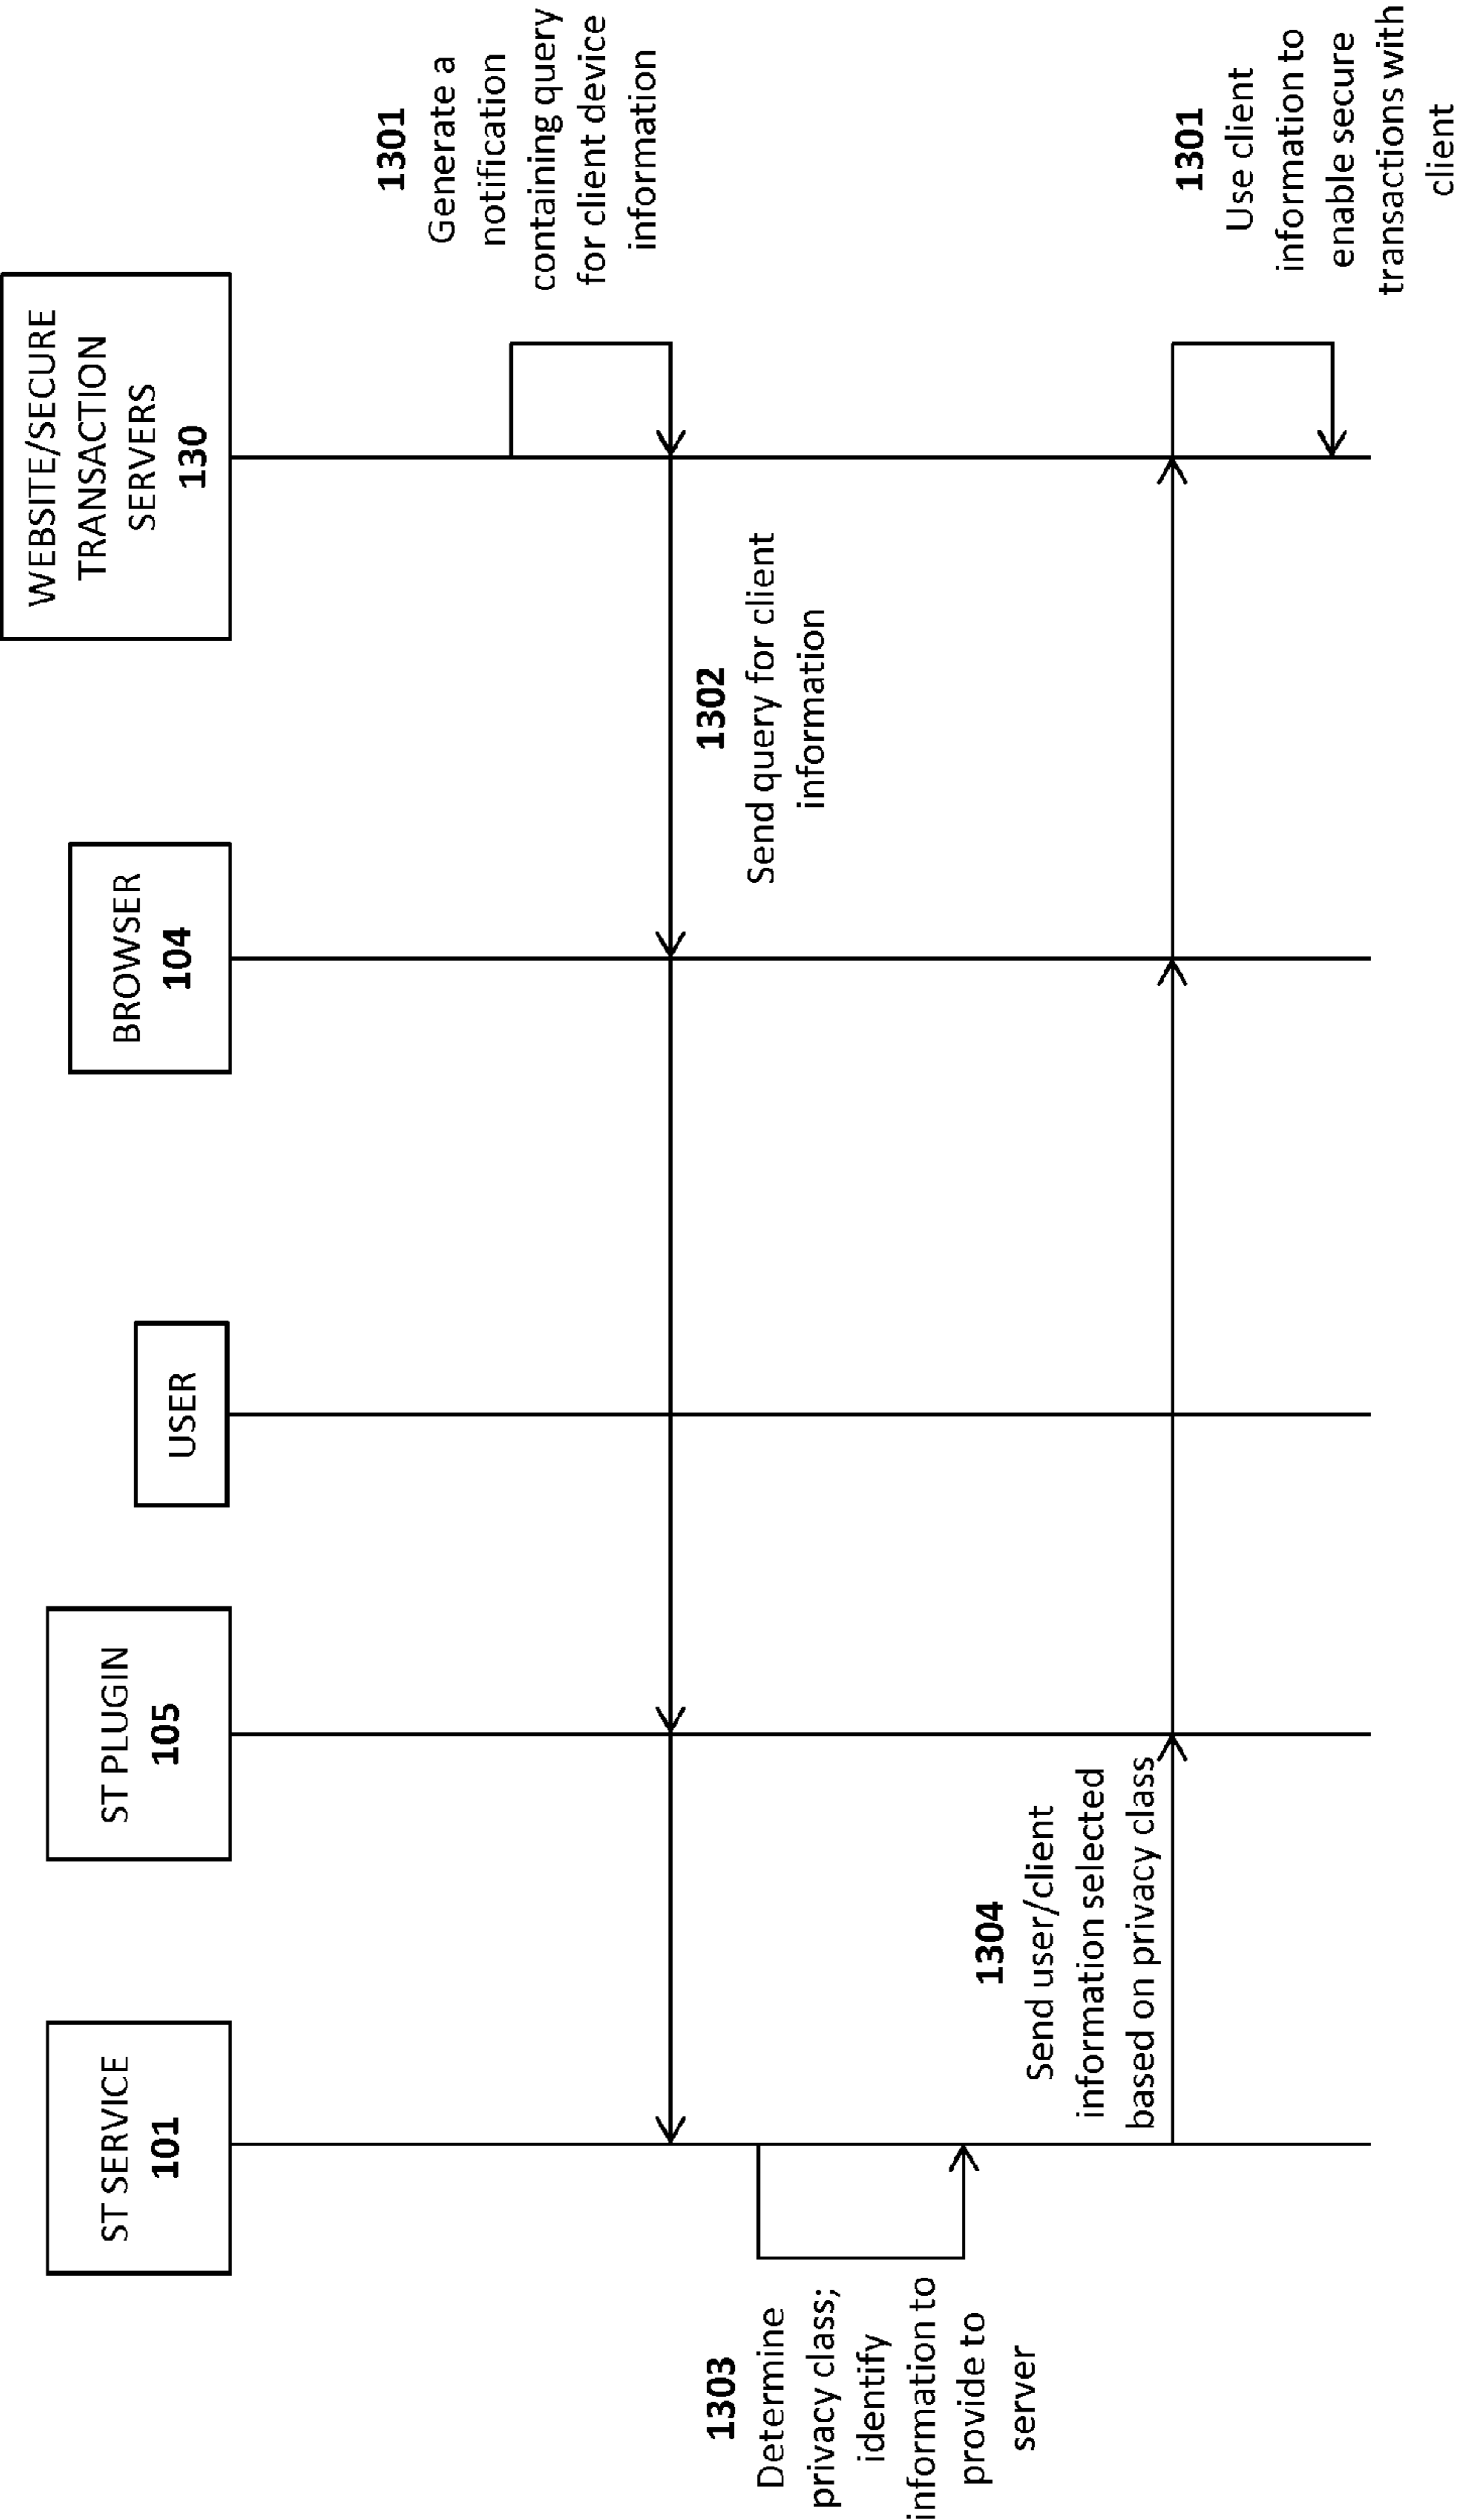 ST SERVICE
101
ST PLUGIN
105
USER
BROWSER
104
WEBSITE/SECURE
TRANSACTION
SERVERS
130
1301
Generate a
notification
containing query
for client device
information
1302
Send query for client
information
1303
Determine
privacy class;
identify
information to
provide to
server
1304
Send user/client
information selected
based on privacy class
1301
Use client
information to
enable secure
transactions with
client